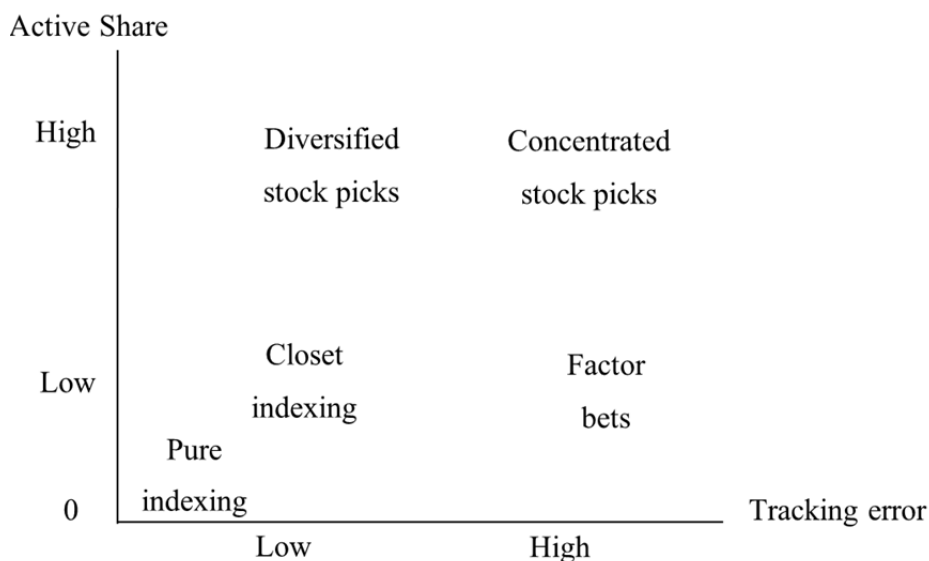 Active Share
High
Diversified
stock picks
Concentrated
stock picks
Low
Closet
indexing
Factor
bets
Pure
indexing
0
Tracking error
Low
High